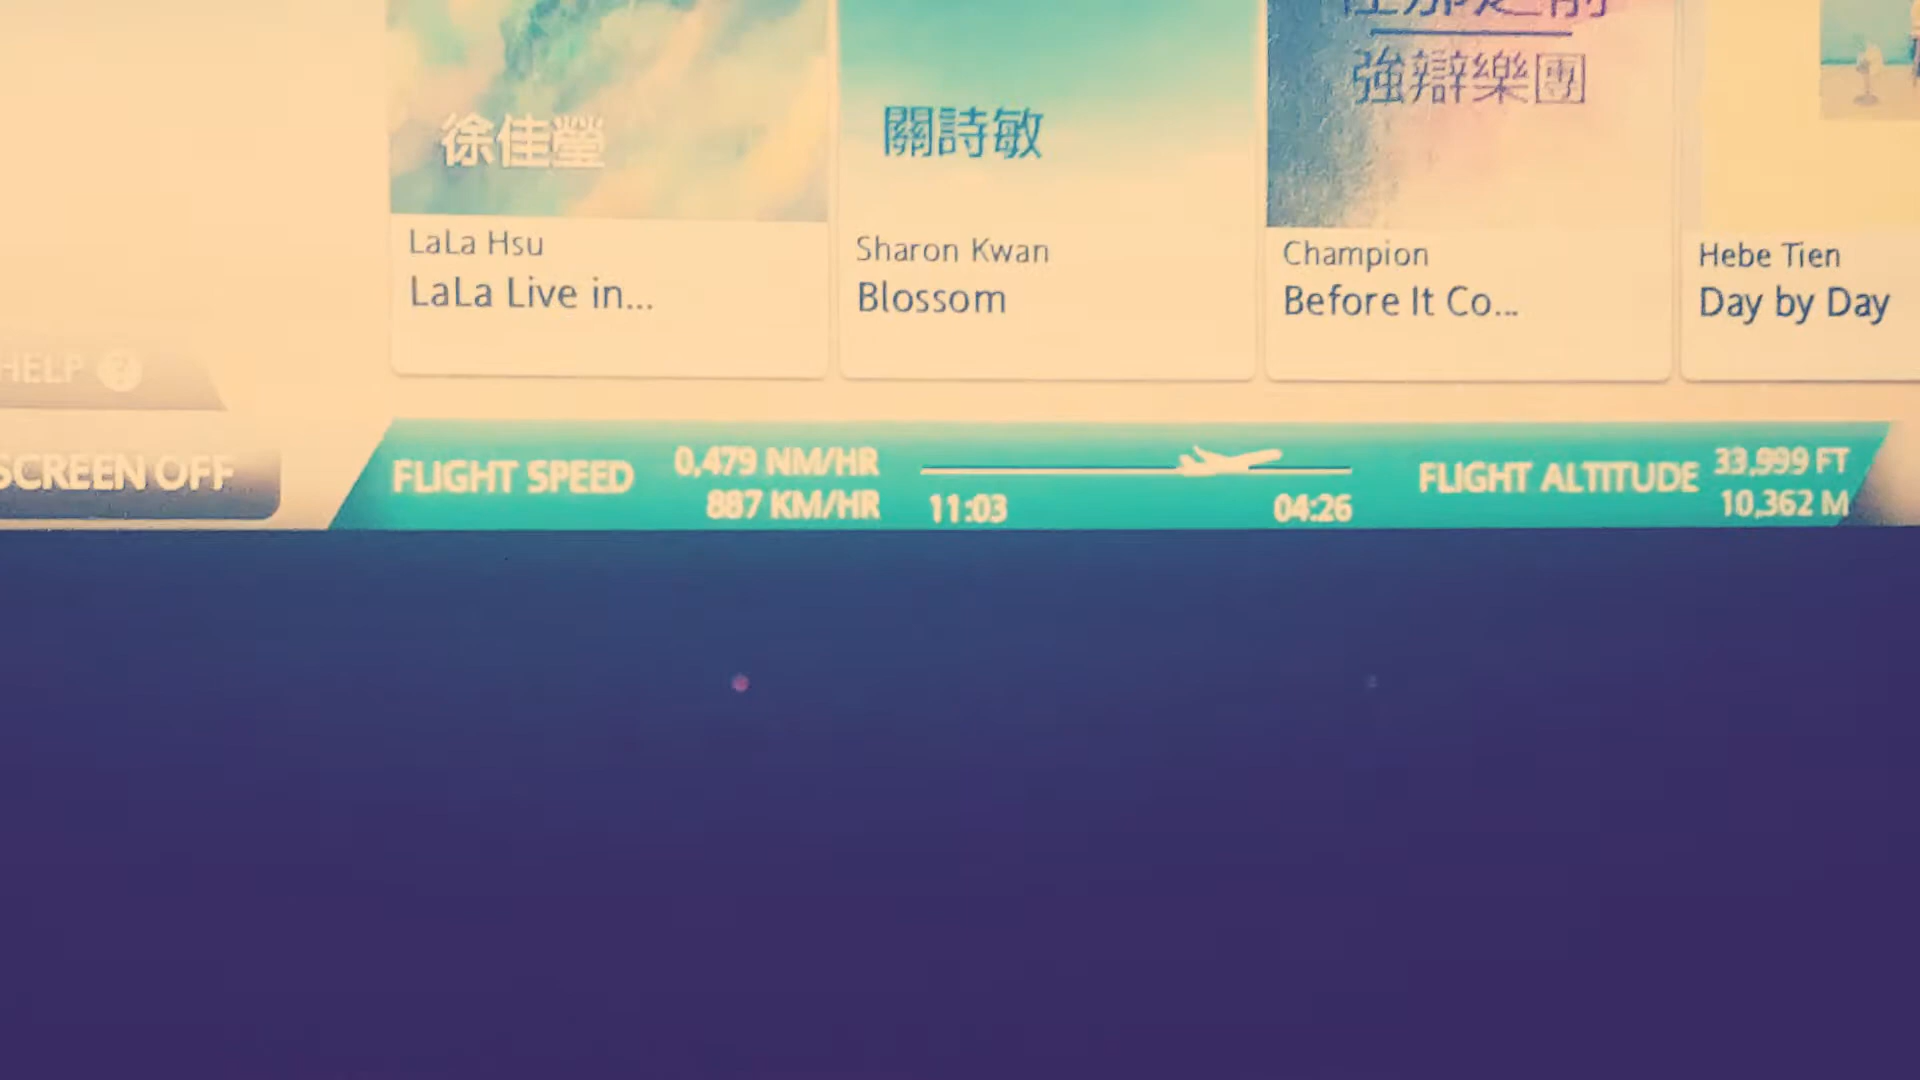 徐佳瑩
關詩敏
強辯樂團
LaLa Hsu
LaLa Live in...
Sharon Kwan
Blossom
Champion
Before It Co...
Hebe Tien
Day by Day
HELP ?
SCREEN OFF
FLIGHT SPEED
0,479 NM/HR
887 KM/HR
11:03
04:26
FLIGHT ALTITUDE
33,999 FT
10,362 M